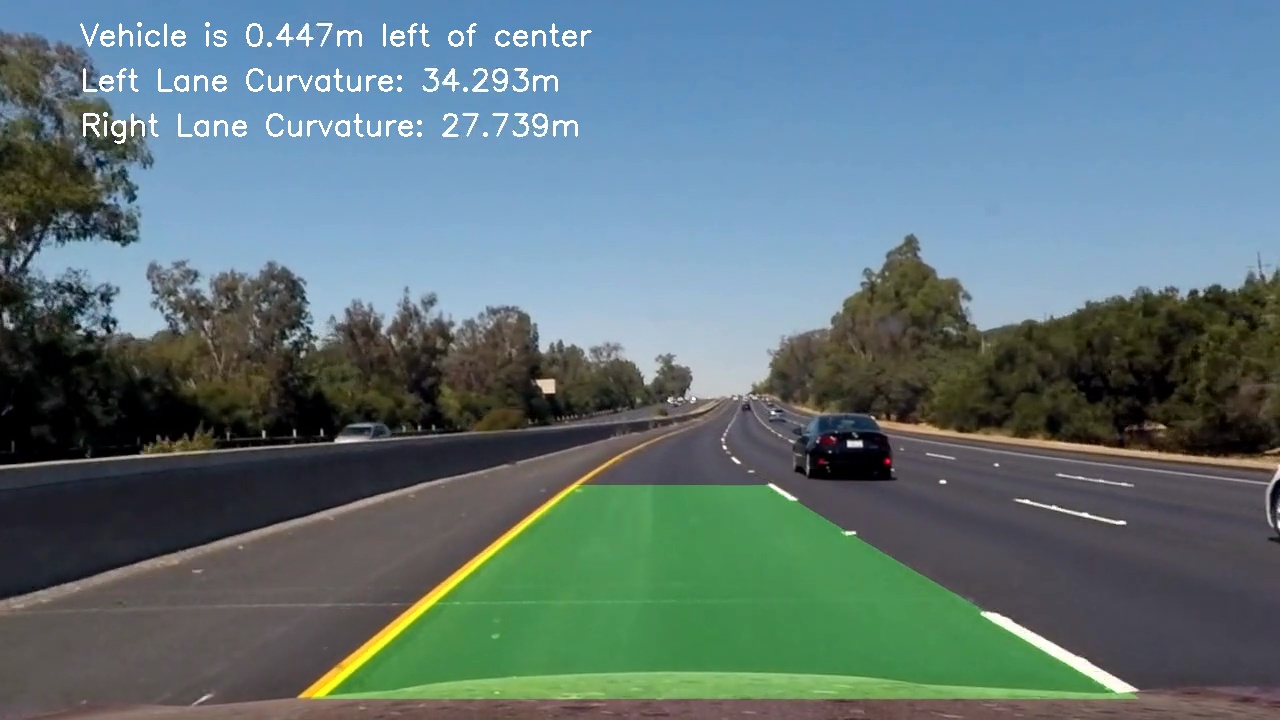 Vehicle is 0.447m left of center
Left Lane Curvature: 34.293m
Right Lane Curvature: 27.739m